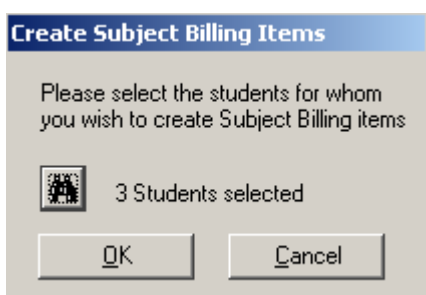 Create Subject Billing Items
Please select the students for whom
you wish to create Subject Billing items
3 Students selected
OK
Cancel